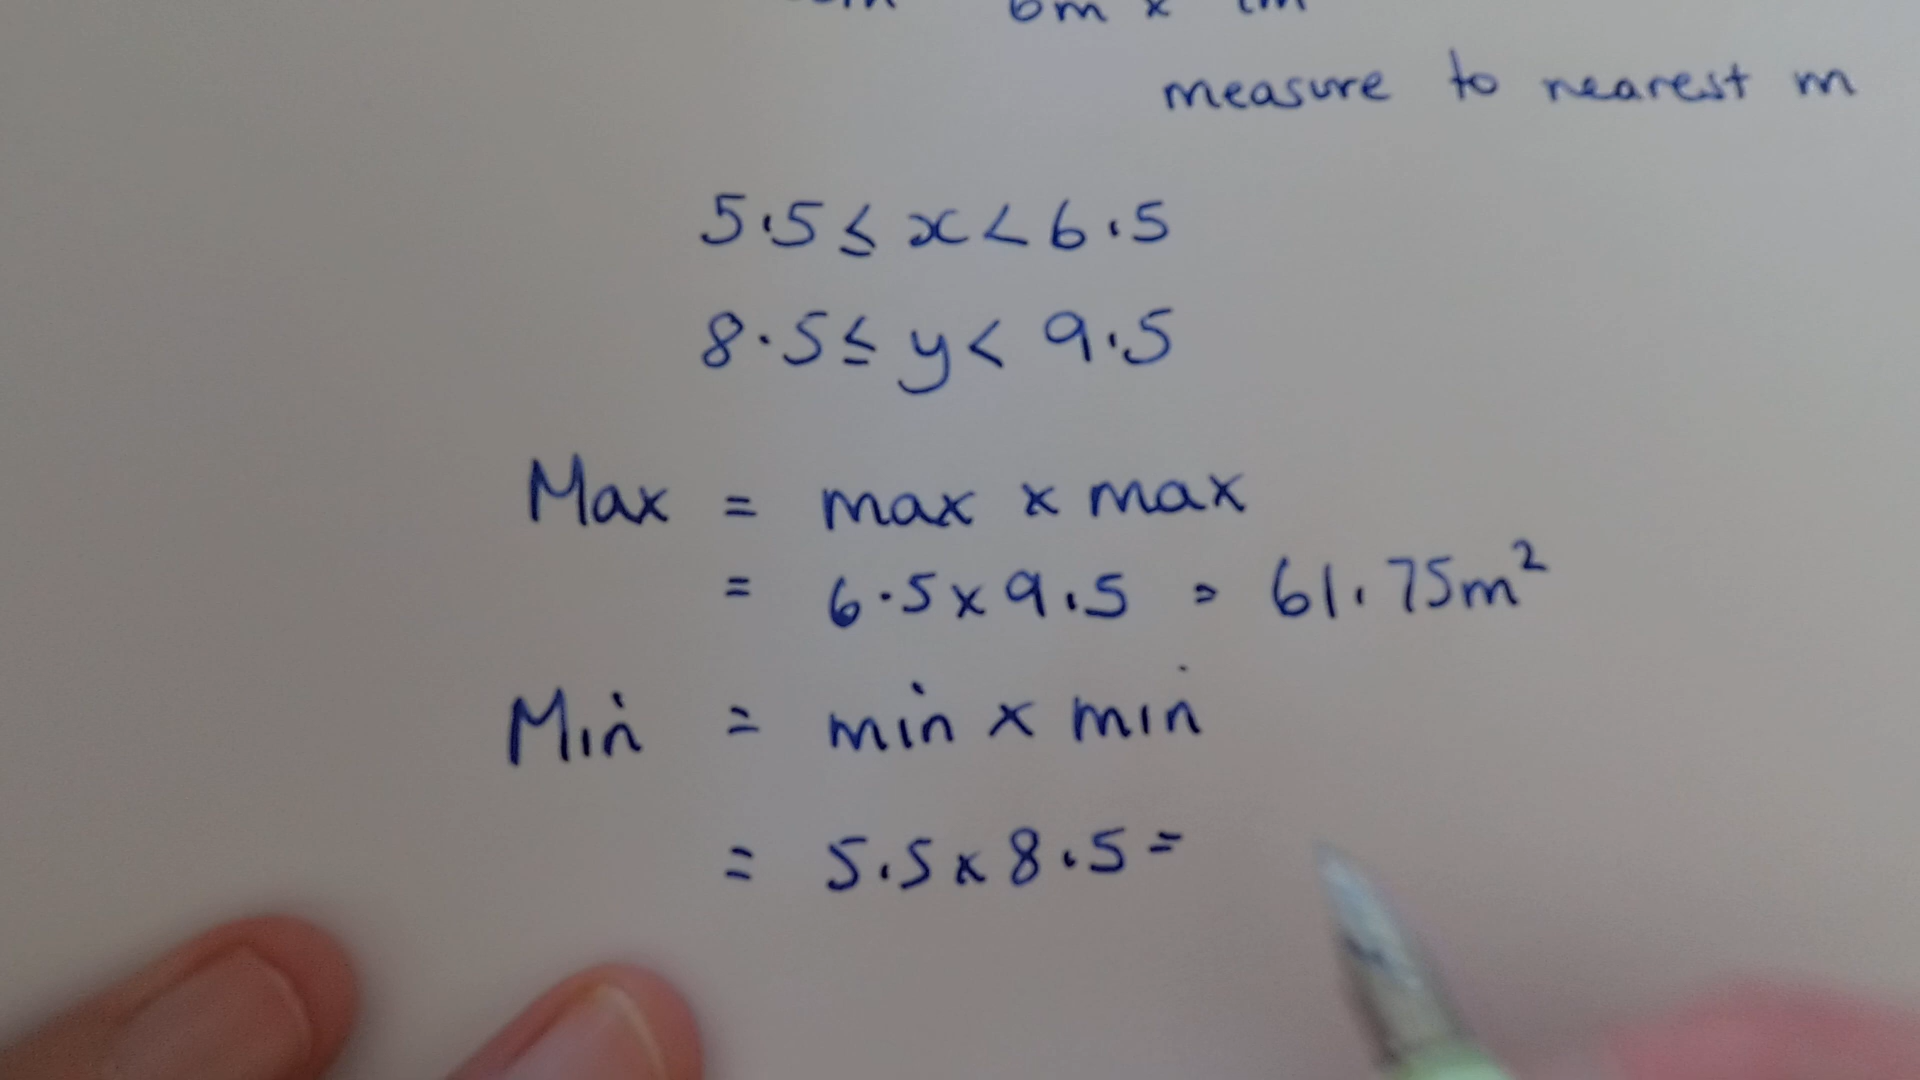 6m x
measure to nearest m
5.5 ≤ x < 6.5
8.5 ≤ y < 9.5
Max = max x max
= 6.5 x 9.5 = 61.75m²
Min = min x min
= 5.5 x 8.5 =